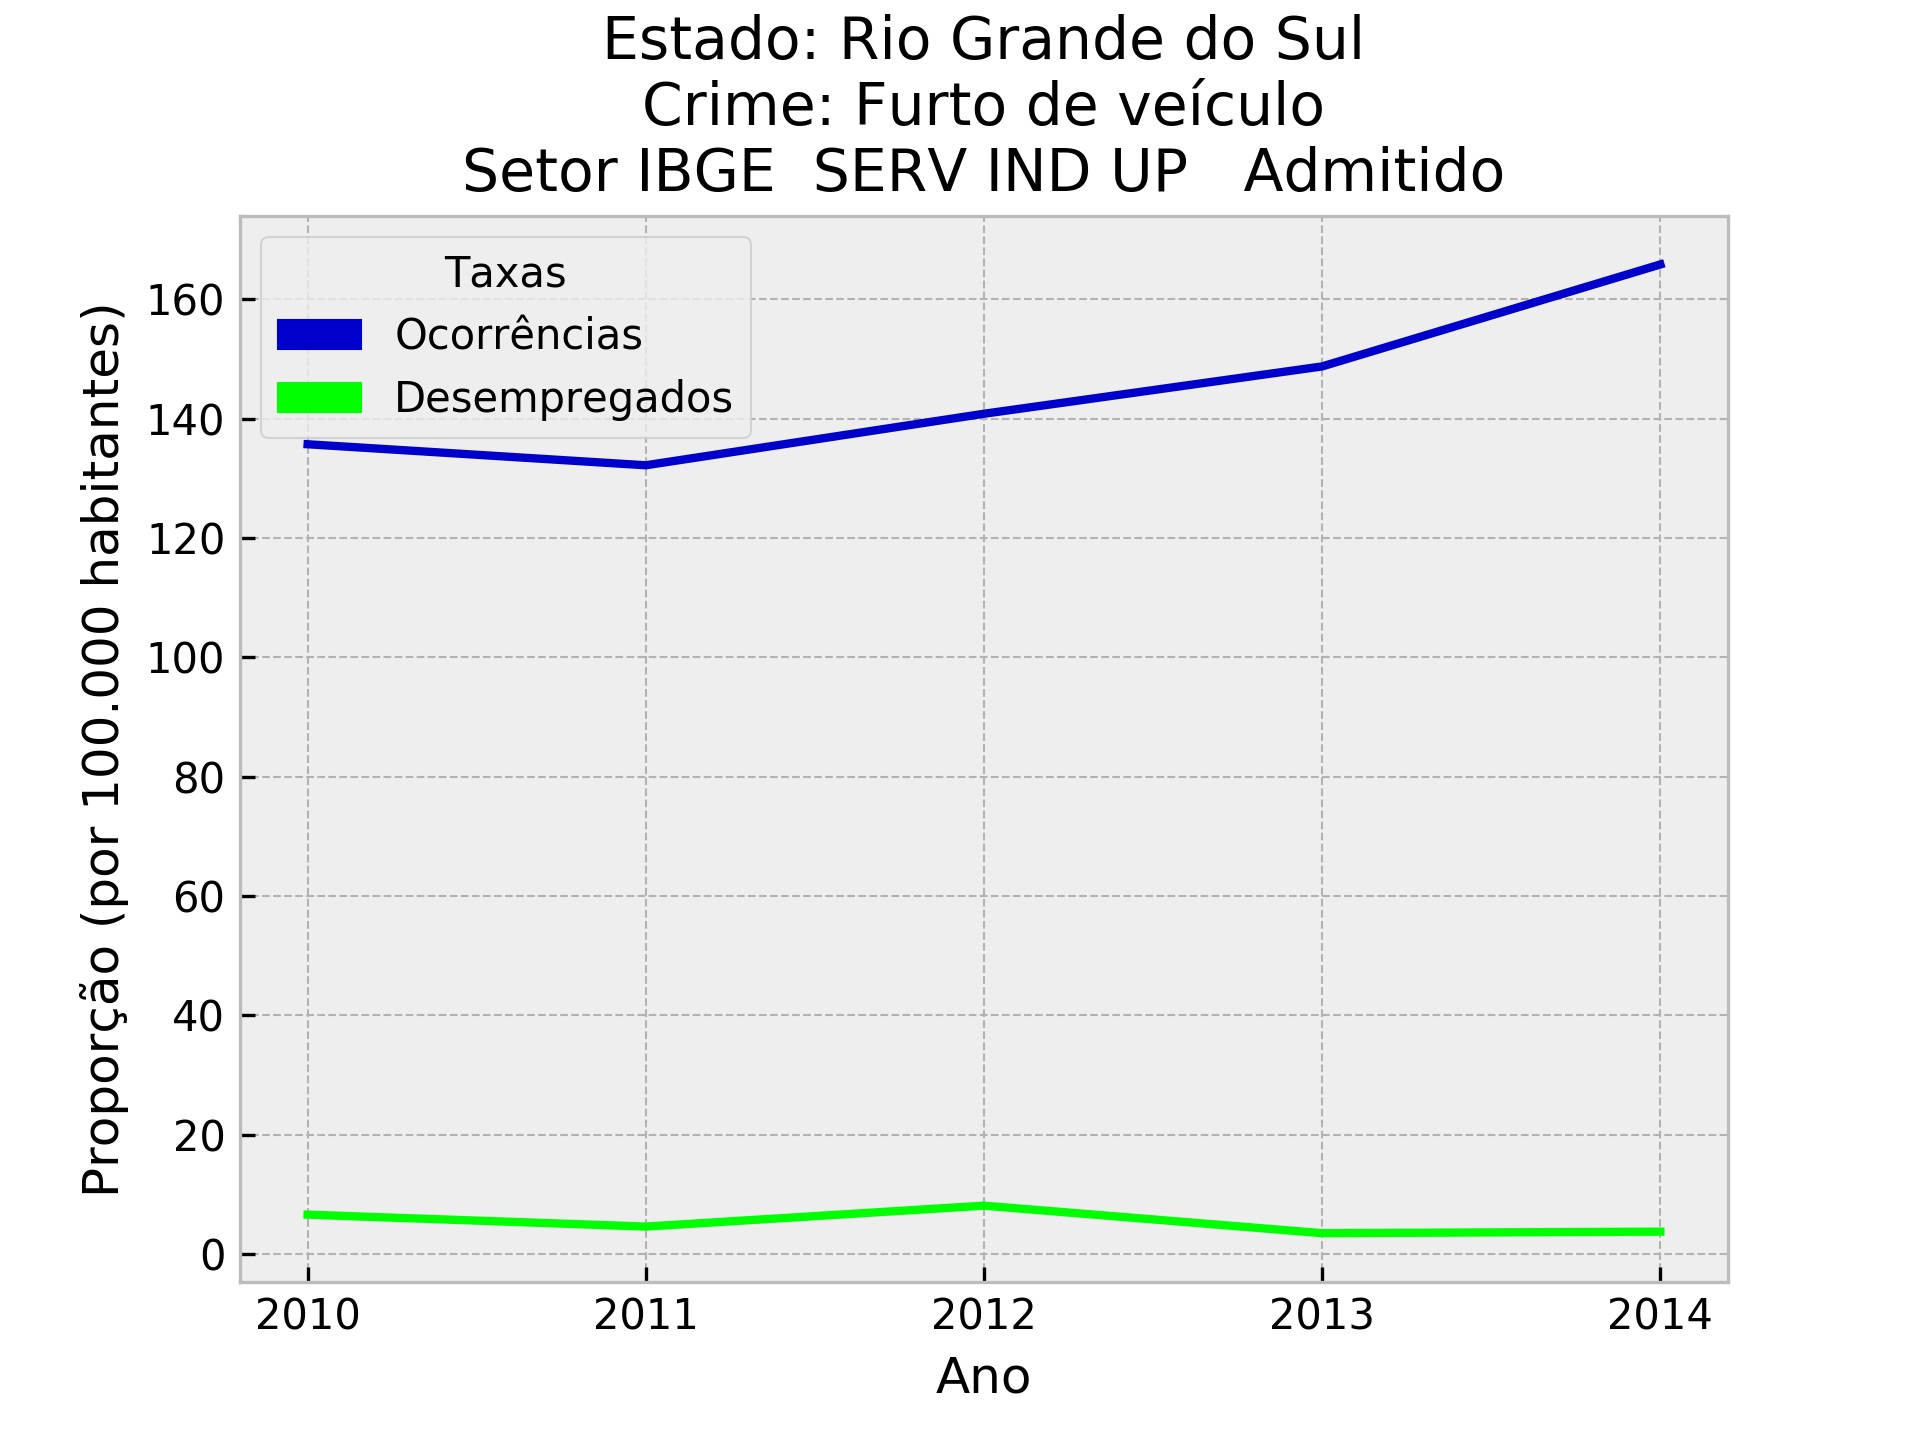 Estado: Rio Grande do Sul
Crime: Furto de veículo
Setor IBGE  SERV IND UP   Admitido
Taxas
Ocorrências
Desempregados
Proporção (por 100.000 habitantes)
160
140
120
100
80
60
40
20
0
2010 2011 2012 2013 2014
Ano